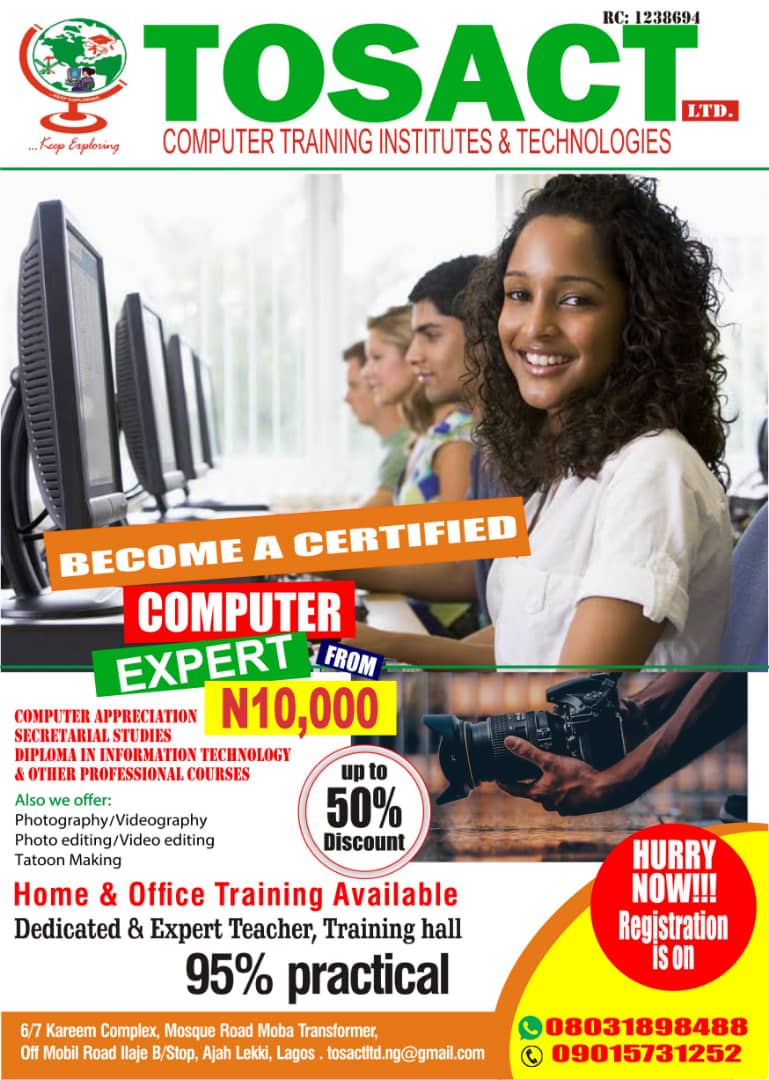 RC: 1238694
TOSACT
LTD.
COMPUTER TRAINING INSTITUTES & TECHNOLOGIES
KEEP EXPLORING
...Keep Exploring
BECOME A CERTIFIED
COMPUTER
EXPERT
FROM
N10,000
COMPUTER APPRECIATION
SECRETARIAL STUDIES
DIPLOMA IN INFORMATION TECHNOLOGY
& OTHER PROFESSIONAL COURSES
Also we offer:
Photography/Videography
Photo editing/Video editing
Tatoon Making
up to
50%
Discount
Home & Office Training Available
Dedicated & Expert Teacher, Training hall
95% practical
HURRY
NOW!!!
Registration
is on
6/7 Kareem Complex, Mosque Road Moba Transformer,
Off Mobil Road Ilaje B/Stop, Ajah Lekki, Lagos . tosactltd.ng@gmail.com
08031898488
09015731252